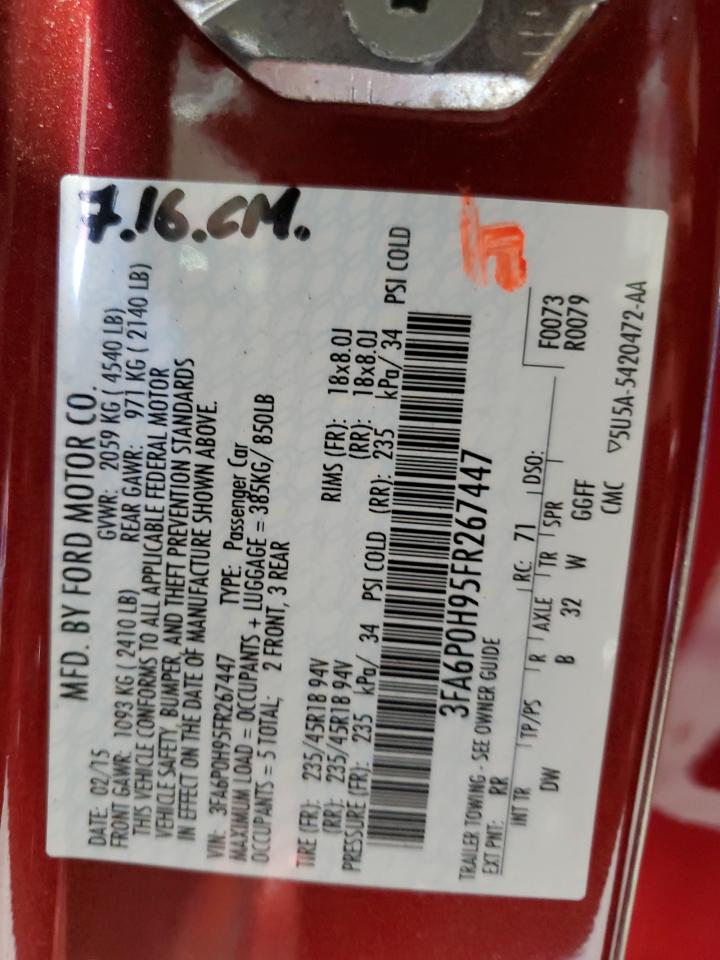 7.16.CM.
MFD. BY FORD MOTOR CO.
DATE: 02/15 GVWR: 2059 KG ( 4540 LB)
FRONT GAWR: 1093 KG ( 2410 LB) REAR GAWR: 971 KG ( 2140 LB)
THIS VEHICLE CONFORMS TO ALL APPLICABLE FEDERAL MOTOR
VEHICLE SAFETY, BUMPER, AND THEFT PREVENTION STANDARDS
IN EFFECT ON THE DATE OF MANUFACTURE SHOWN ABOVE.
VIN: 3FA6P0H95FR267447 TYPE: Passenger Car
MAXIMUM LOAD = OCCUPANTS + LUGGAGE = 385KG/ 850LB
OCCUPANTS = 5 TOTAL: 2 FRONT, 3 REAR
TIRE (FR): 235/45R18 94V RIMS (FR): 18x8.0J
(RR): 235/45R18 94V (RR): 18x8.0J
PRESSURE (FR): 235 kPa/ 34 PSI COLD (RR): 235 kPa/ 34 PSI COLD
3FA6P0H95FR267447
TRAILER TOWING - SEE OWNER GUIDE
EXT PNT: RR RC: 71 DSO: F0073
R0079
INT TR TP/PS R AXLE TR SPR
DW B 32 W GGFF
CMC ▽5U5A-5420472-AA